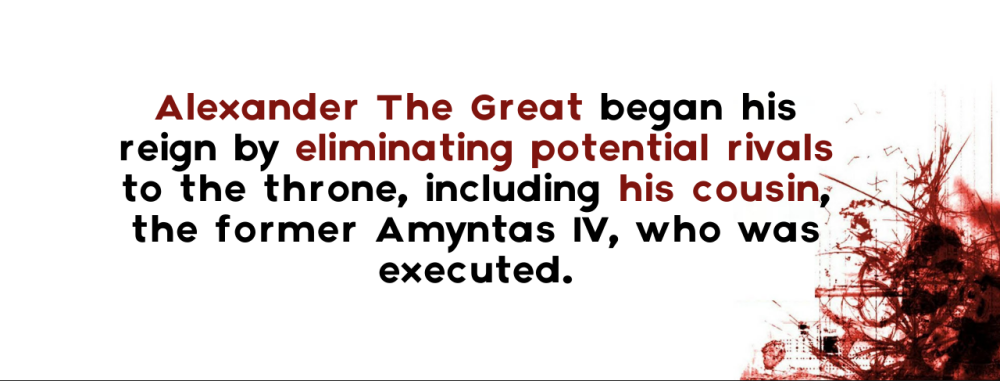 Alexander The Great began his
reign by eliminating potential rivals
to the throne, including his cousin,
the former Amyntas IV, who was
executed.